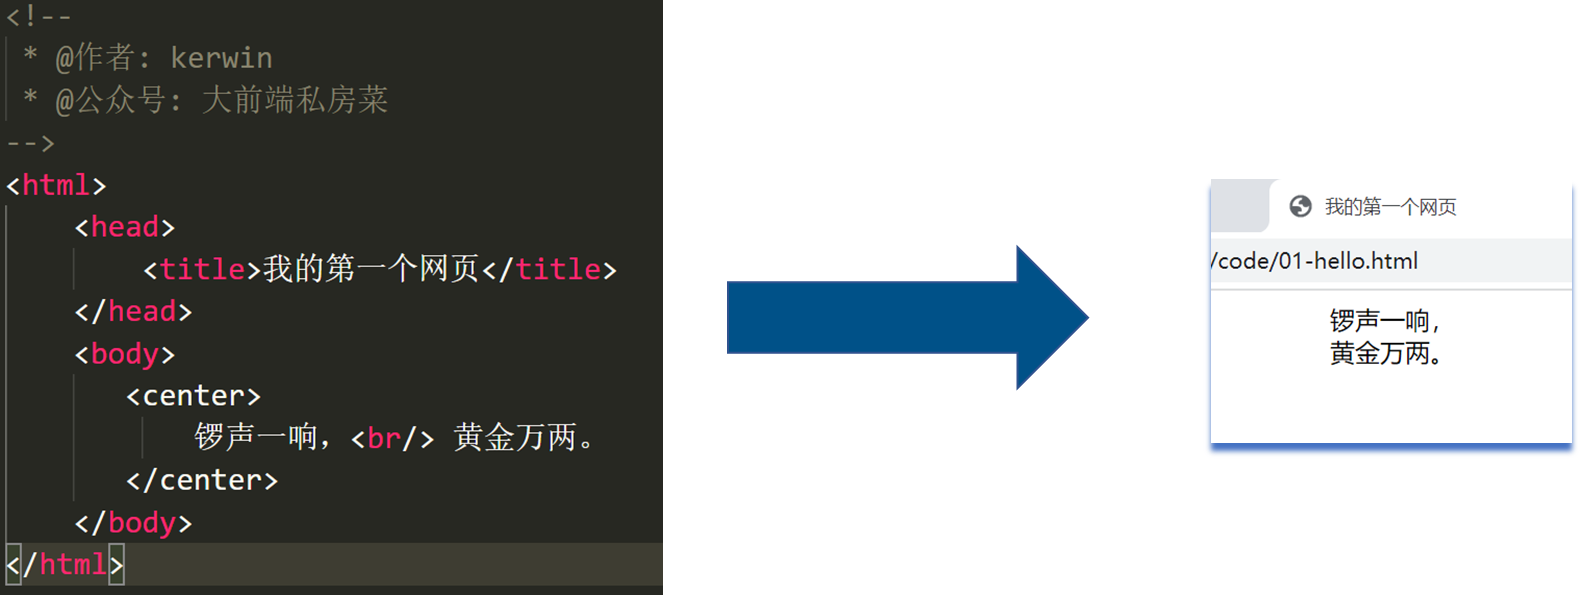 <!--
* @作者: kerwin
* @公众号: 大前端私房菜
-->
<html>
<head>
<title>我的第一个网页</title>
</head>
<body>
<center>
锣声一响，<br/> 黄金万两。
</center>
</body>
</html>
我的第一个网页
/code/01-hello.html
锣声一响，
黄金万两。